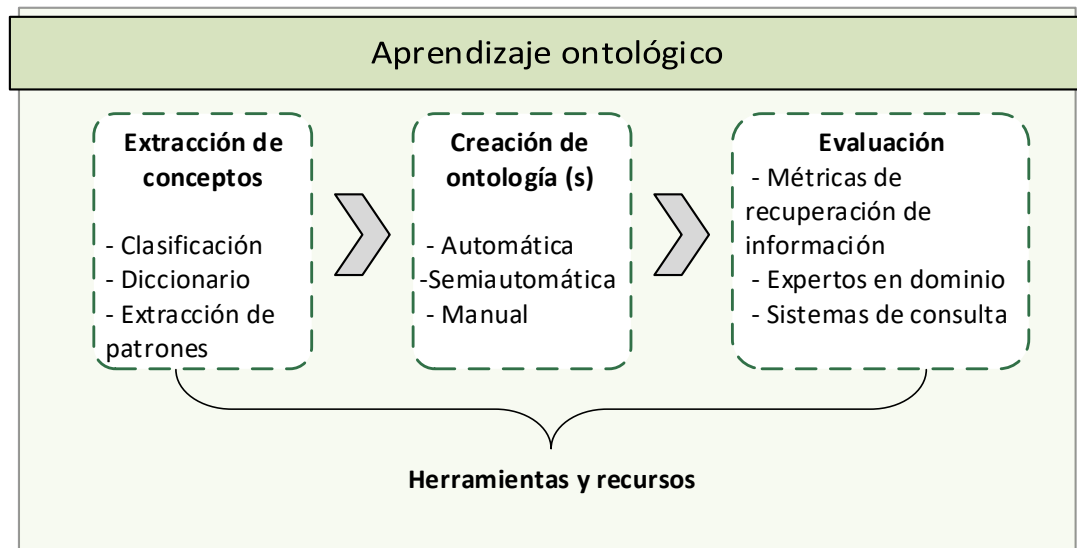 Aprendizaje ontológico
Extracción de
conceptos
- Clasificación
- Diccionario
- Extracción de
patrones
Creación de
ontología (s)
- Automática
-Semiautomática
- Manual
Evaluación
- Métricas de
recuperación de
información
- Expertos en dominio
- Sistemas de consulta
Herramientas y recursos